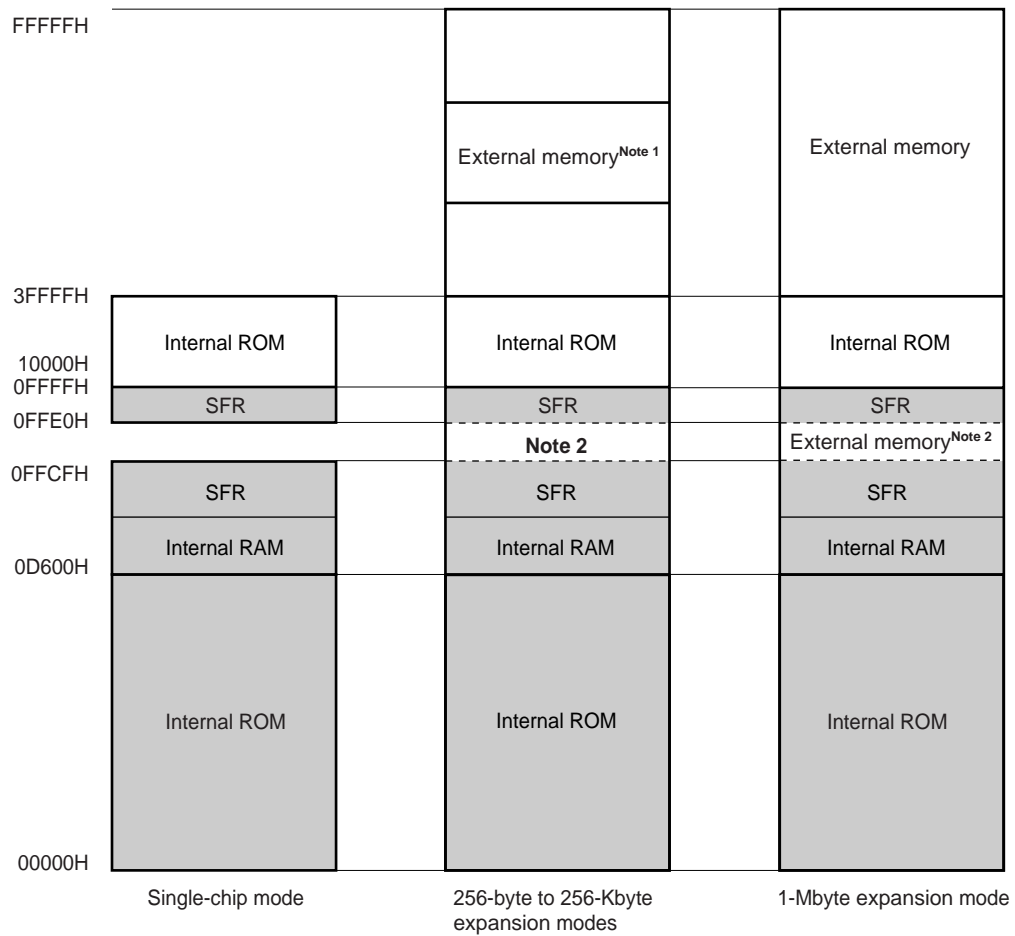 FFFFFH
External memoryNote 1
External memory
3FFFFH
Internal ROM
Internal ROM
Internal ROM
10000H
0FFFFH
SFR
SFR
SFR
0FFE0H
Note 2
External memoryNote 2
0FFCFH
SFR
SFR
SFR
Internal RAM
Internal RAM
Internal RAM
0D600H
Internal ROM
Internal ROM
Internal ROM
00000H
Single-chip mode
256-byte to 256-Kbyte
expansion modes
1-Mbyte expansion mode